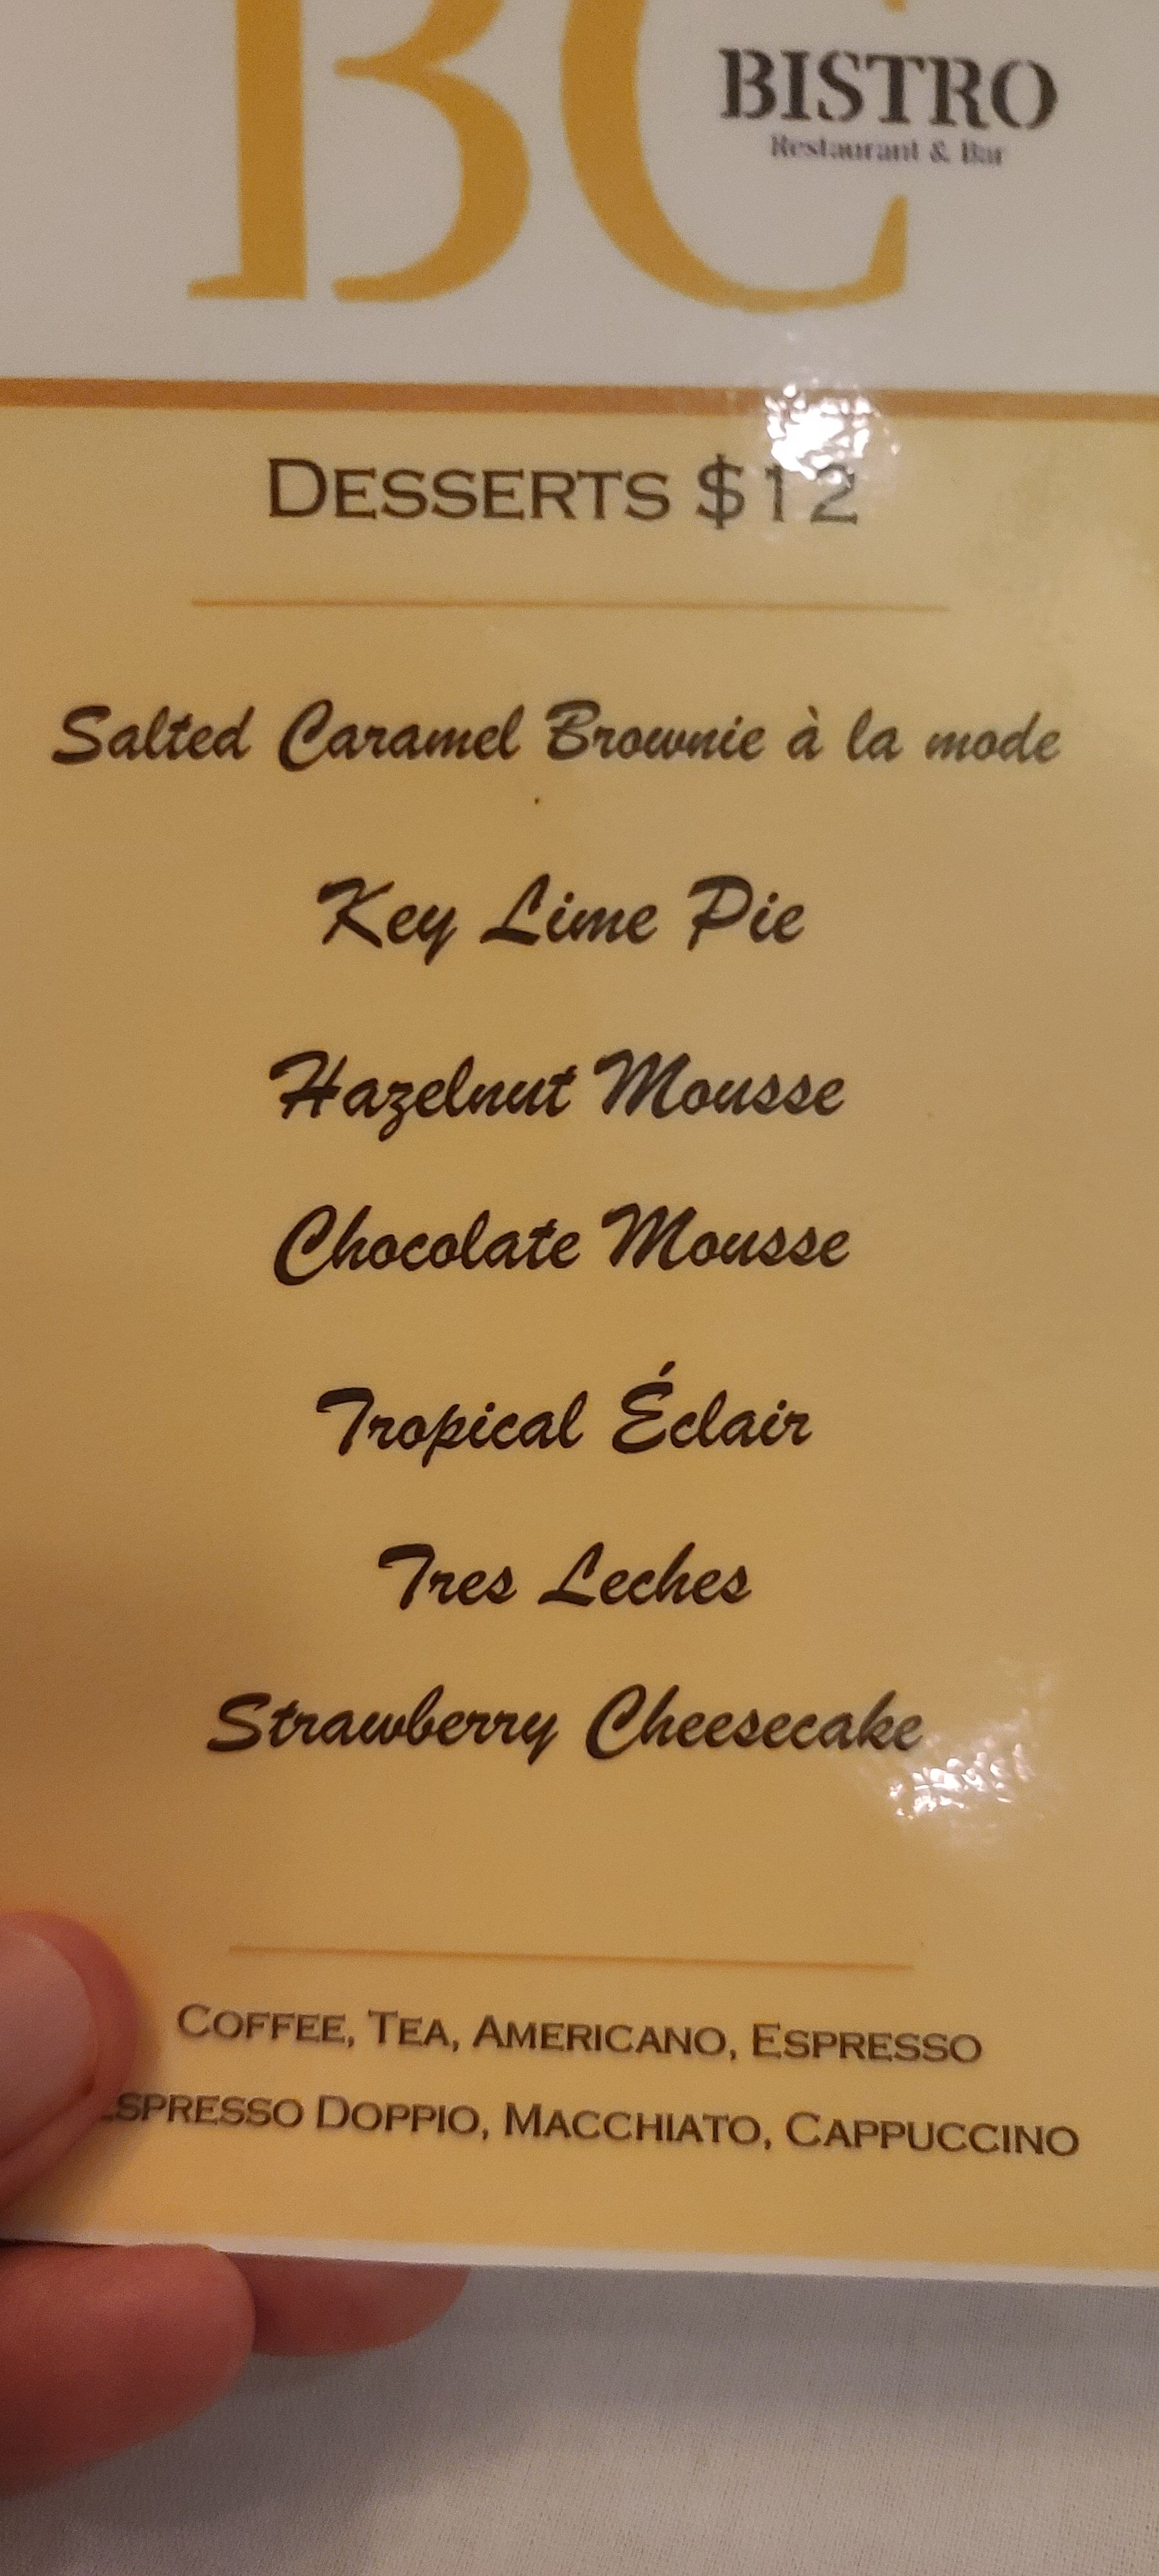 BC
BISTRO
Restaurant & Bar
DESSERTS $12
Salted Caramel Brownie à la mode
Key Lime Pie
Hazelnut Mousse
Chocolate Mousse
Tropical Éclair
Tres Leches
Strawberry Cheesecake
COFFEE, TEA, AMERICANO, ESPRESSO
ESPRESSO DOPPIO, MACCHIATO, CAPPUCCINO